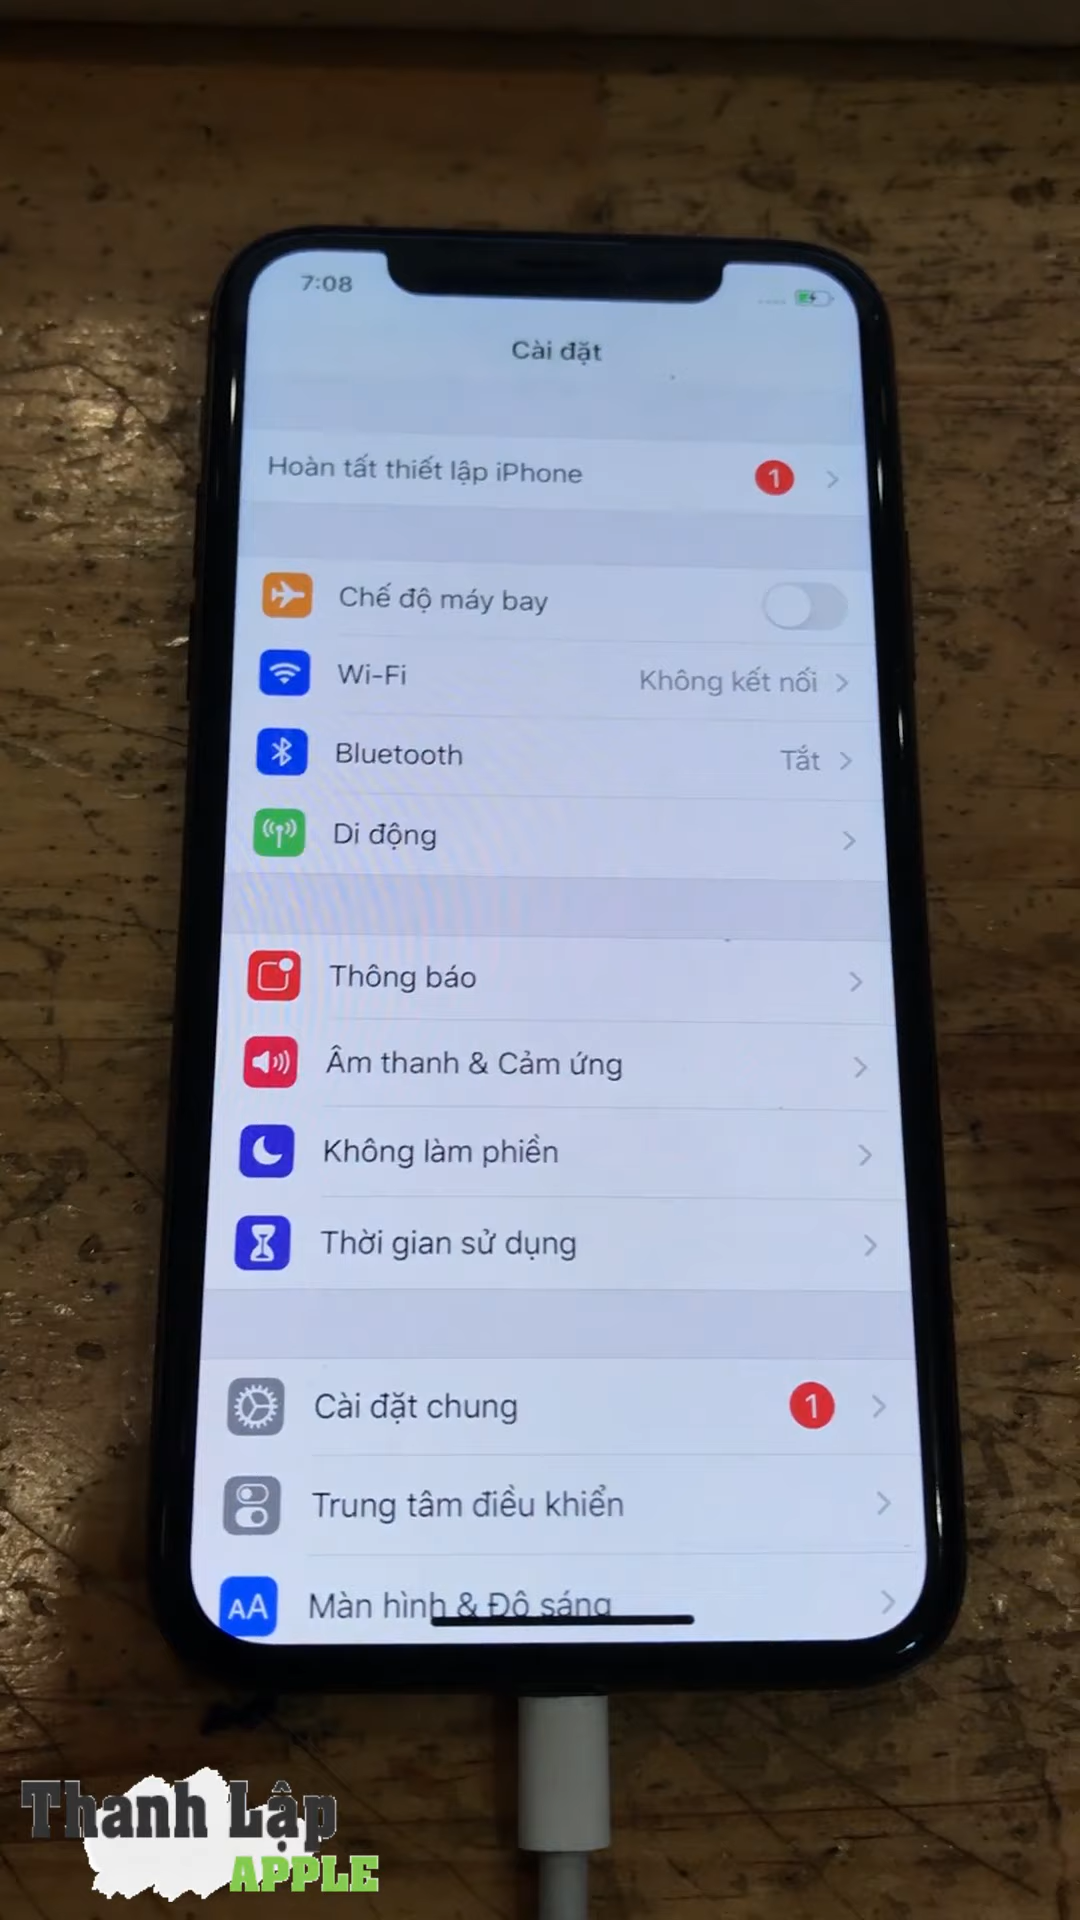 7:08
Cài đặt
Hoàn tất thiết lập iPhone 1
Chế độ máy bay
Wi-Fi Không kết nối
Bluetooth Tắt
Di động
Thông báo
Âm thanh & Cảm ứng
Không làm phiền
Thời gian sử dụng
Cài đặt chung 1
Trung tâm điều khiển
AA Màn hình & Độ sáng
Thanh Lập
APPLE